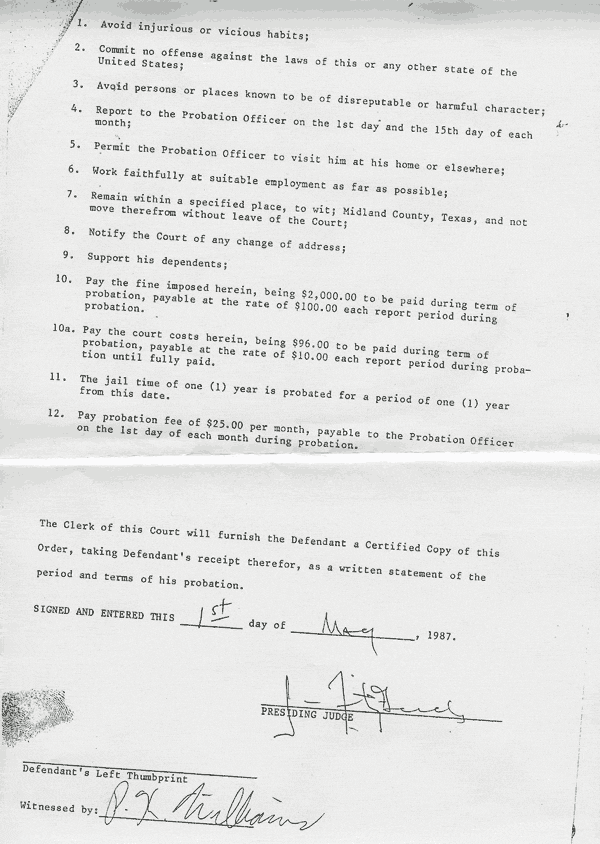 1. Avoid injurious or vicious habits;
2. Commit no offense against the laws of this or any other state of the
United States;
3. Avoid persons or places known to be of disreputable or harmful character;
4. Report to the Probation Officer on the 1st day and the 15th day of each
month;
5. Permit the Probation Officer to visit him at his home or elsewhere;
6. Work faithfully at suitable employment as far as possible;
7. Remain within a specified place, to wit; Midland County, Texas, and not
move therefrom without leave of the Court;
8. Notify the Court of any change of address;
9. Support his dependents;
10. Pay the fine imposed herein, being $2,000.00 to be paid during term of
probation, payable at the rate of $100.00 each report period during
probation.
10a. Pay the court costs herein, being $96.00 to be paid during term of
probation, payable at the rate of $10.00 each report period during proba-
tion until fully paid.
11. The jail time of one (1) year is probated for a period of one (1) year
from this date.
12. Pay probation fee of $25.00 per month, payable to the Probation Officer
on the 1st day of each month during probation.
The Clerk of this Court will furnish the Defendant a Certified Copy of this
Order, taking Defendant's receipt therefor, as a written statement of the
period and terms of his probation.
SIGNED AND ENTERED THIS 1st day of May, 1987.
PRESIDING JUDGE
Defendant's Left Thumbprint
Witnessed by: P. K. Williams